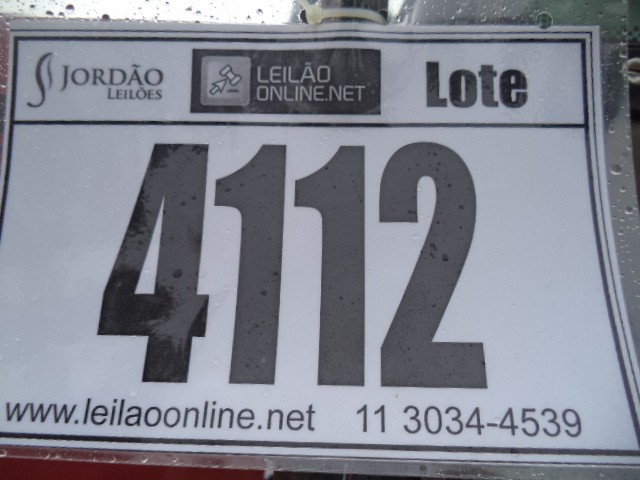 JORDÃO LEILÕES
LEILÃO ONLINE.NET
Lote
4112
www.leilaoonline.net 11 3034-4539